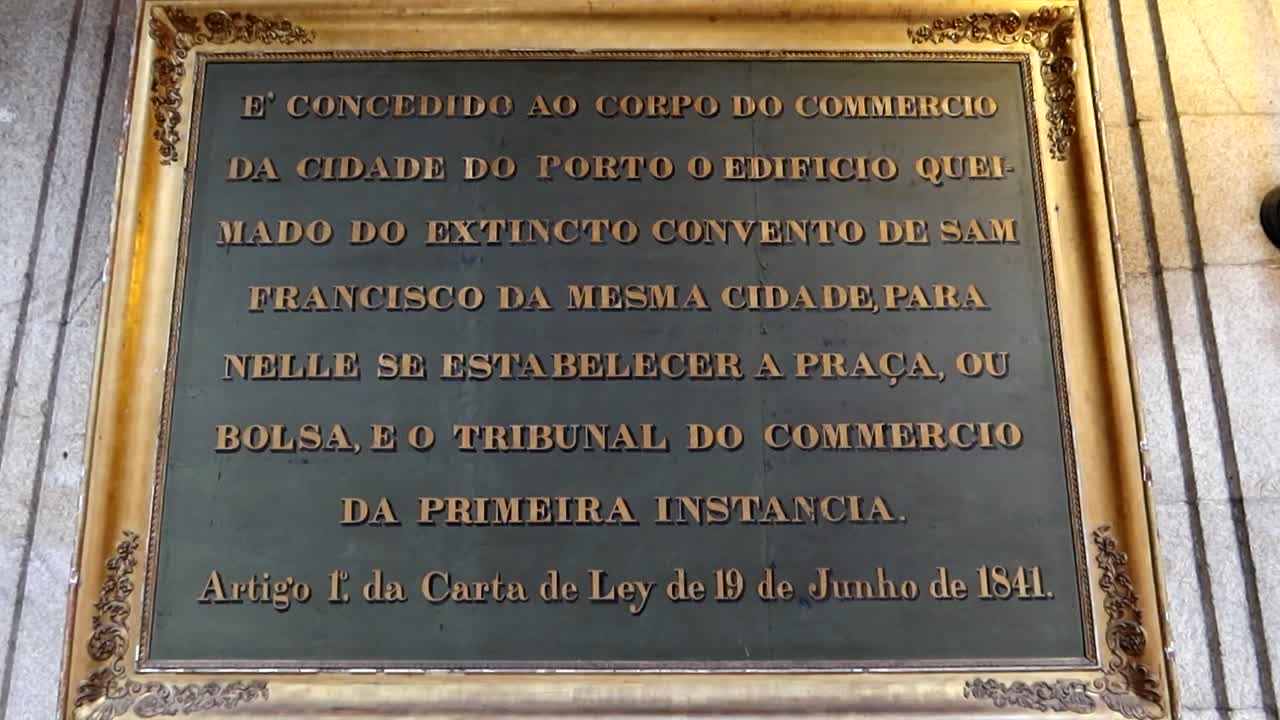 E' CONCEDIDO AO CORPO DO COMMERCIO
DA CIDADE DO PORTO O EDIFICIO QUEI-
MADO DO EXTINCTO CONVENTO DE SAM
FRANCISCO DA MESMA CIDADE, PARA
NELLE SE ESTABELECER A PRAÇA, OU
BOLSA, E O TRIBUNAL DO COMMERCIO
DA PRIMEIRA INSTANCIA.
Artigo 1º. da Carta de Ley de 19 de Junho de 1841.